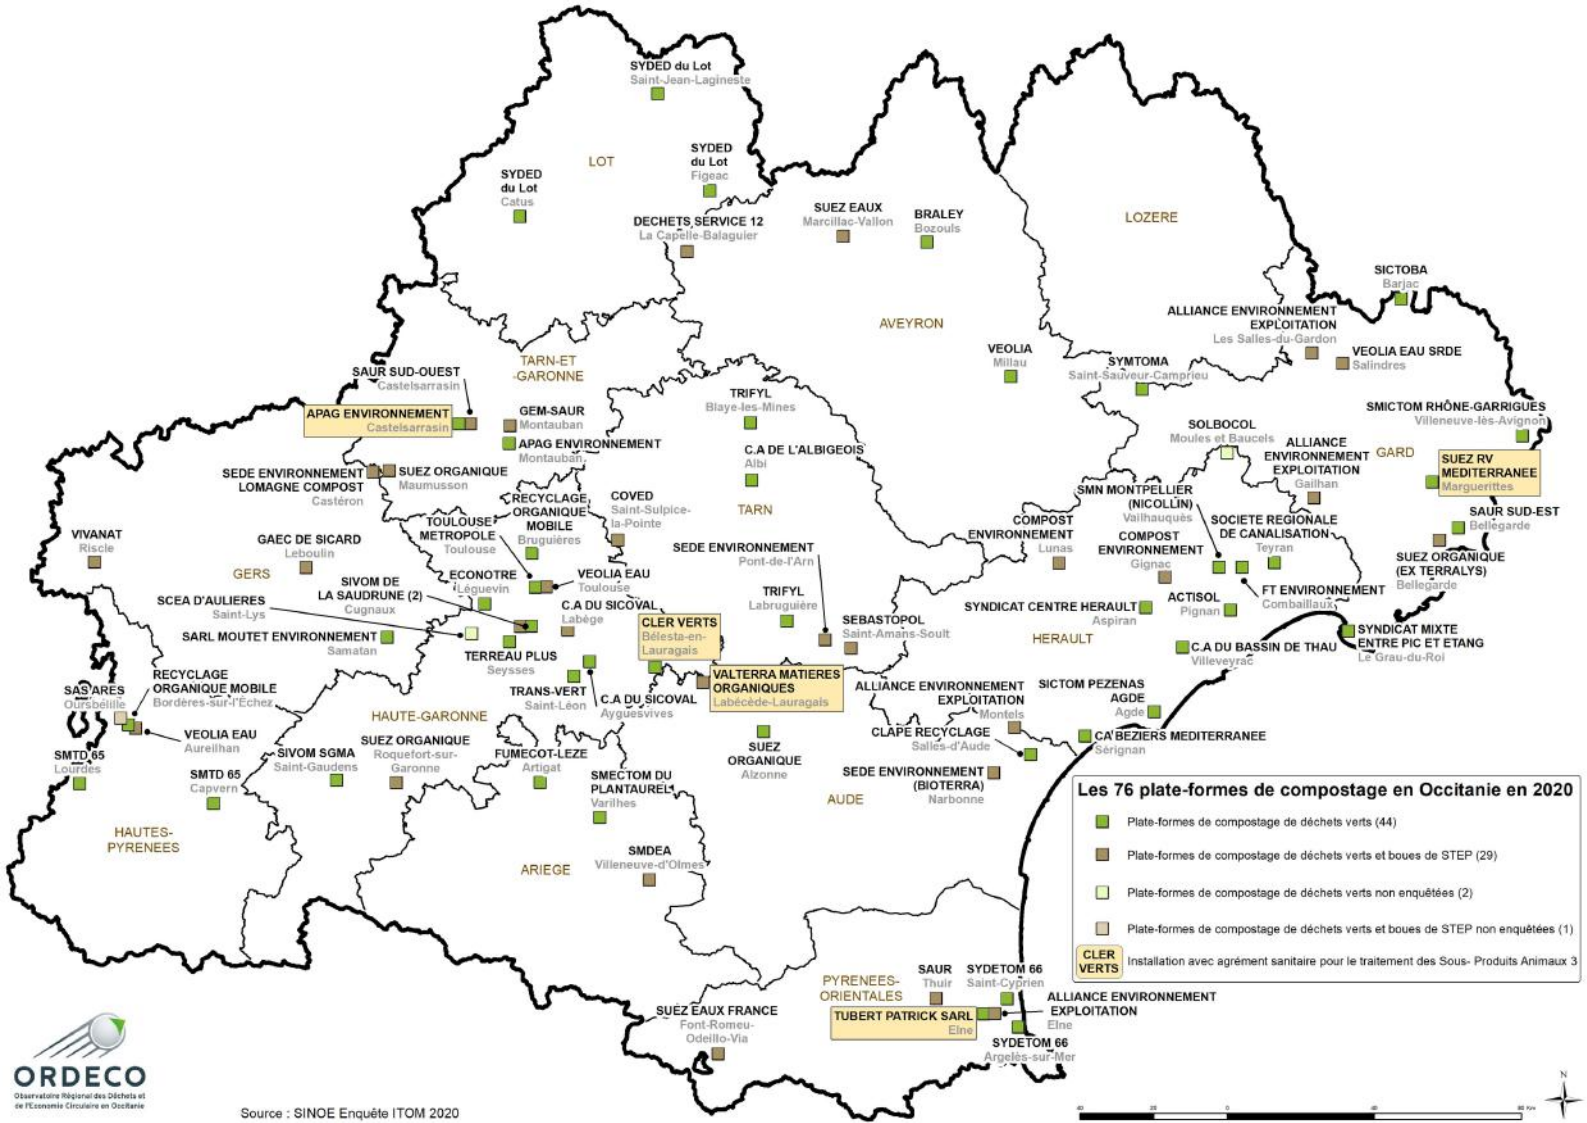 SYDED du Lot
Saint-Jean-Lagineste
LOT
SYDED
du Lot
Figeac
SYDED
du Lot
Catus
DECHETS SERVICE 12
La Capelle-Balaguier
SUEZ EAUX
Marcillac-Vallon
BRALEY
Bozouls
LOZERE
AVEYRON
SICTOBA
Barjac
ALLIANCE ENVIRONNEMENT
EXPLOITATION
Les Salles-du-Gardon
VEOLIA EAU SRDE
Salindres
VEOLIA
Millau
SYMTOMA
Saint-Sauveur-Camprieu
TARN-ET
-GARONNE
SAUR SUD-OUEST
Castelsarrasin
APAG ENVIRONNEMENT
Castelsarrasin
GEM-SAUR
Montauban
APAG ENVIRONNEMENT
Montauban
TRIFYL
Blaye-les-Mines
C.A DE L'ALBIGEOIS
Albi
TARN
SMICTOM RHÔNE-GARRIGUES
Villeneuve-lès-Avignon
SOLBOCOL
Moules et Baucels
ALLIANCE
ENVIRONNEMENT
EXPLOITATION
Gailhan
GARD
SUEZ RV
MEDITERRANEE
Marguerittes
SEDE ENVIRONNEMENT
LOMAGNE COMPOST
Castéron
SUEZ ORGANIQUE
Maumusson
RECYCLAGE
ORGANIQUE
MOBILE
Bruguières
COVED
Saint-Sulpice-
la-Pointe
TOULOUSE
METROPOLE
Toulouse
SMN MONTPELLIER
(NICOLLIN)
Vailhauquès
SOCIETE REGIONALE
DE CANALISATION
Teyran
SAUR SUD-EST
Bellegarde
SUEZ ORGANIQUE
(EX TERRALYS)
Bellegarde
VIVANAT
Riscle
GAEC DE SICARD
Leboulin
GERS
COMPOST
ENVIRONNEMENT
Lunas
COMPOST
ENVIRONNEMENT
Gignac
SEDE ENVIRONNEMENT
Pont-de-l'Arn
ECONOTRE
Léguevin
VEOLIA EAU
Toulouse
SIVOM DE
LA SAUDRUNE (2)
Cugnaux
SCEA D'AULIERES
Saint-Lys
SARL MOUTET ENVIRONNEMENT
Samatan
C.A DU SICOVAL
Labège
TERREAU PLUS
Seysses
CLER VERTS
Bélesta-en-
Lauragais
TRIFYL
Labruguière
SEBASTOPOL
Saint-Amans-Soult
SYNDICAT CENTRE HERAULT
Aspiran
ACTISOL
Pignan
FT ENVIRONNEMENT
Combaillaux
HERAULT
C.A DU BASSIN DE THAU
Villeveyrac
SYNDICAT MIXTE
ENTRE PIC ET ETANG
Le Grau-du-Roi
SAS ARES
Oursbelille
RECYCLAGE
ORGANIQUE MOBILE
Bordères-sur-l'Échez
VEOLIA EAU
Aureilhan
TRANS-VERT
Saint-Léon
C.A DU SICOVAL
Ayguesvives
VALTERRA MATIERES
ORGANIQUES
Labécède-Lauragais
HAUTE-GARONNE
ALLIANCE ENVIRONNEMENT
EXPLOITATION
Montels
SICTOM PEZENAS
AGDE
Agde
CA BEZIERS MEDITERRANEE
Sérignan
CLAPE RECYCLAGE
Salles-d'Aude
SEDE ENVIRONNEMENT
(BIOTERRA)
Narbonne
SUEZ
ORGANIQUE
Alzonne
AUDE
SMTD 65
Lourdes
SMTD 65
Capvern
SIVOM SGMA
Saint-Gaudens
SUEZ ORGANIQUE
Roquefort-sur-
Garonne
FUMECOT-LEZE
Artigat
SMECTOM DU
PLANTAUREL
Varilhes
HAUTES-
PYRENEES
ARIEGE
SMDEA
Villeneuve-d'Olmes
Les 76 plate-formes de compostage en Occitanie en 2020
Plate-formes de compostage de déchets verts (44)
Plate-formes de compostage de déchets verts et boues de STEP (29)
Plate-formes de compostage de déchets verts non enquêtées (2)
Plate-formes de compostage de déchets verts et boues de STEP non enquêtées (1)
CLER
VERTS
Installation avec agrément sanitaire pour le traitement des Sous- Produits Animaux 3
PYRENEES-
ORIENTALES
SAUR
Thuir
SYDETOM 66
Saint-Cyprien
TUBERT PATRICK SARL
Elne
ALLIANCE ENVIRONNEMENT
EXPLOITATION
Elne
SYDETOM 66
Argelès-sur-Mer
SUEZ EAUX FRANCE
Font-Romeu-
Odeillo-Via
ORDECO
Observatoire Régional des Déchets et
de l'Economie Circulaire en Occitanie
Source : SINOE Enquête ITOM 2020
N
40 20 0 40 80